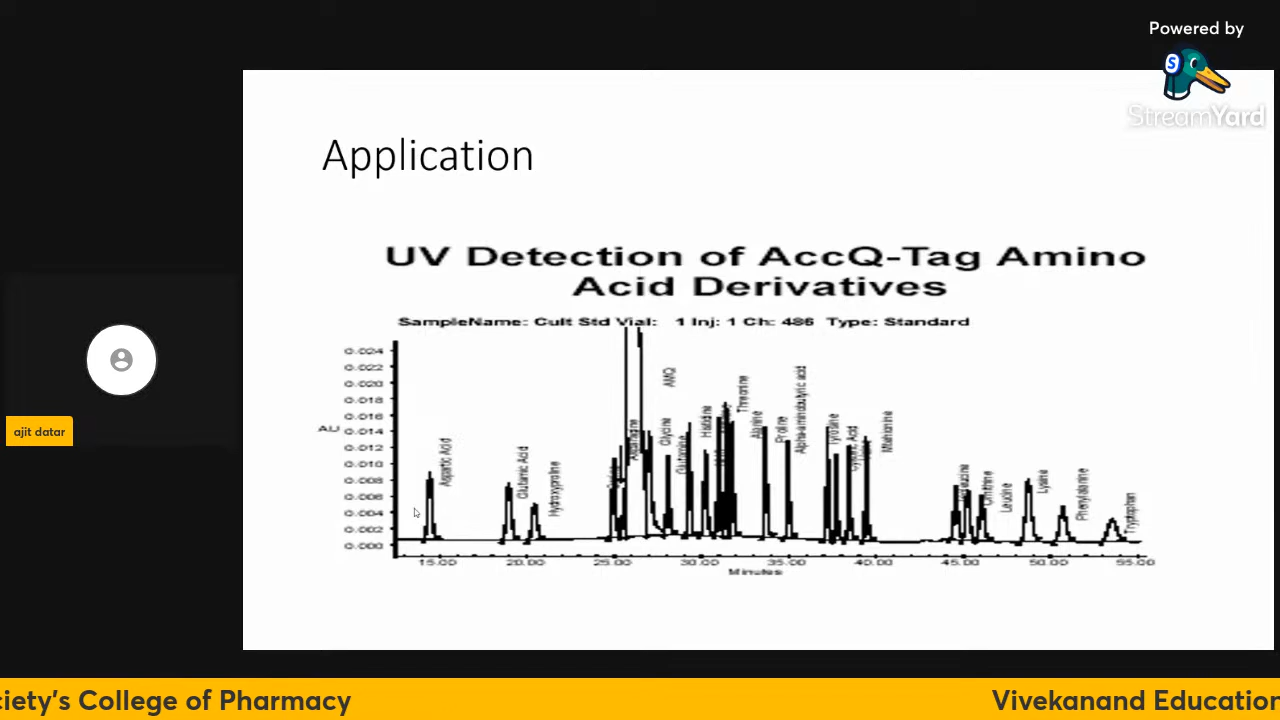 Powered by
StreamYard
Application
UV Detection of AccQ-Tag Amino
Acid Derivatives
SampleName: Cult Std Vial: 1 Inj: 1 Ch: 486 Type: Standard
0.024
0.022
0.020
0.018
0.016
0.014
0.012
0.010
0.008
0.006
0.004
0.002
0.000
AU
Aspartic Acid
Glutamic Acid
Hydroxyproline
Asparagine
Glycine
AMQ
Glutamine
Histidine
Threonine
Alanine
Proline
Alpha-aminobutyric acid
Tyrosine
Acid
Methionine
Isoleucine
Ornithine
Leucine
Lysine
Phenylalanine
Tryptophan
15.00
20.00
25.00
30.00
35.00
40.00
45.00
50.00
55.00
Minutes
ajit datar
ciety's College of Pharmacy
Vivekanand Education